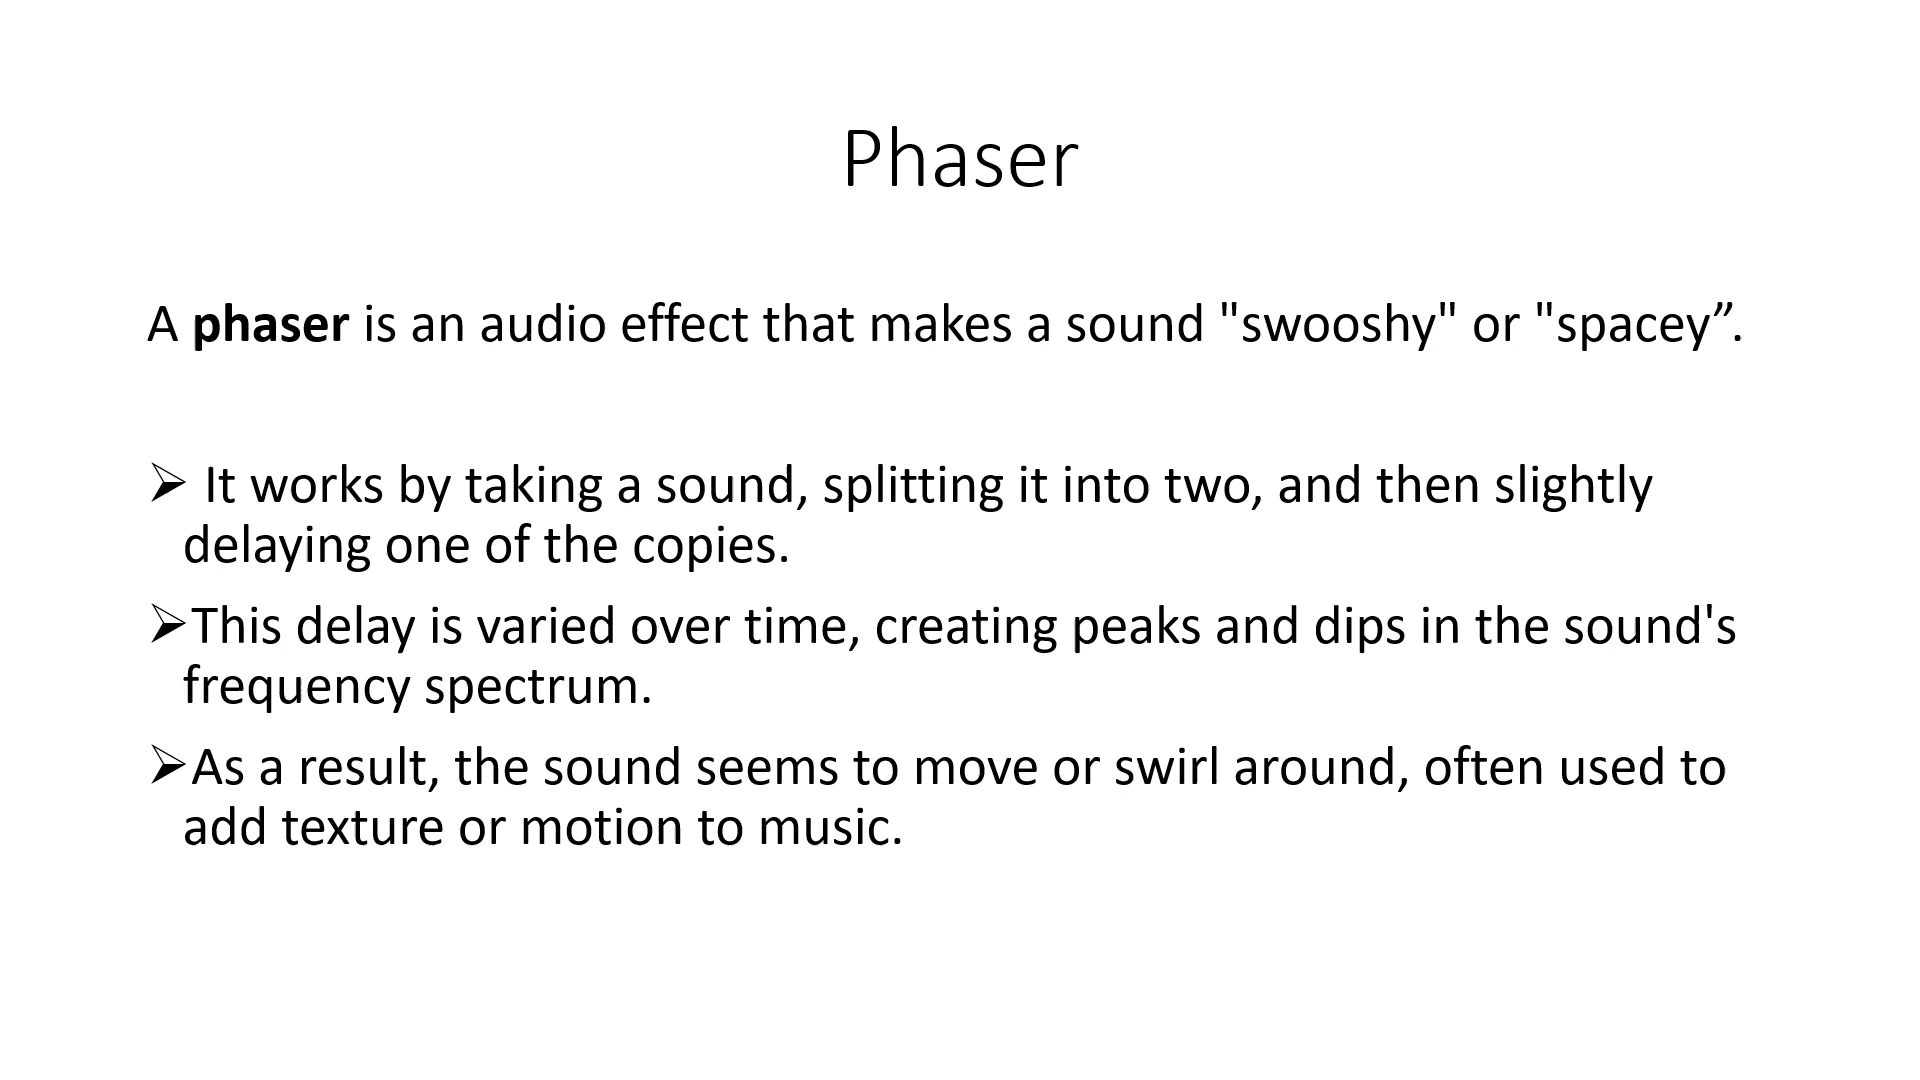 Phaser
A phaser is an audio effect that makes a sound "swooshy" or "spacey”.
➢ It works by taking a sound, splitting it into two, and then slightly
delaying one of the copies.
➢This delay is varied over time, creating peaks and dips in the sound's
frequency spectrum.
➢As a result, the sound seems to move or swirl around, often used to
add texture or motion to music.